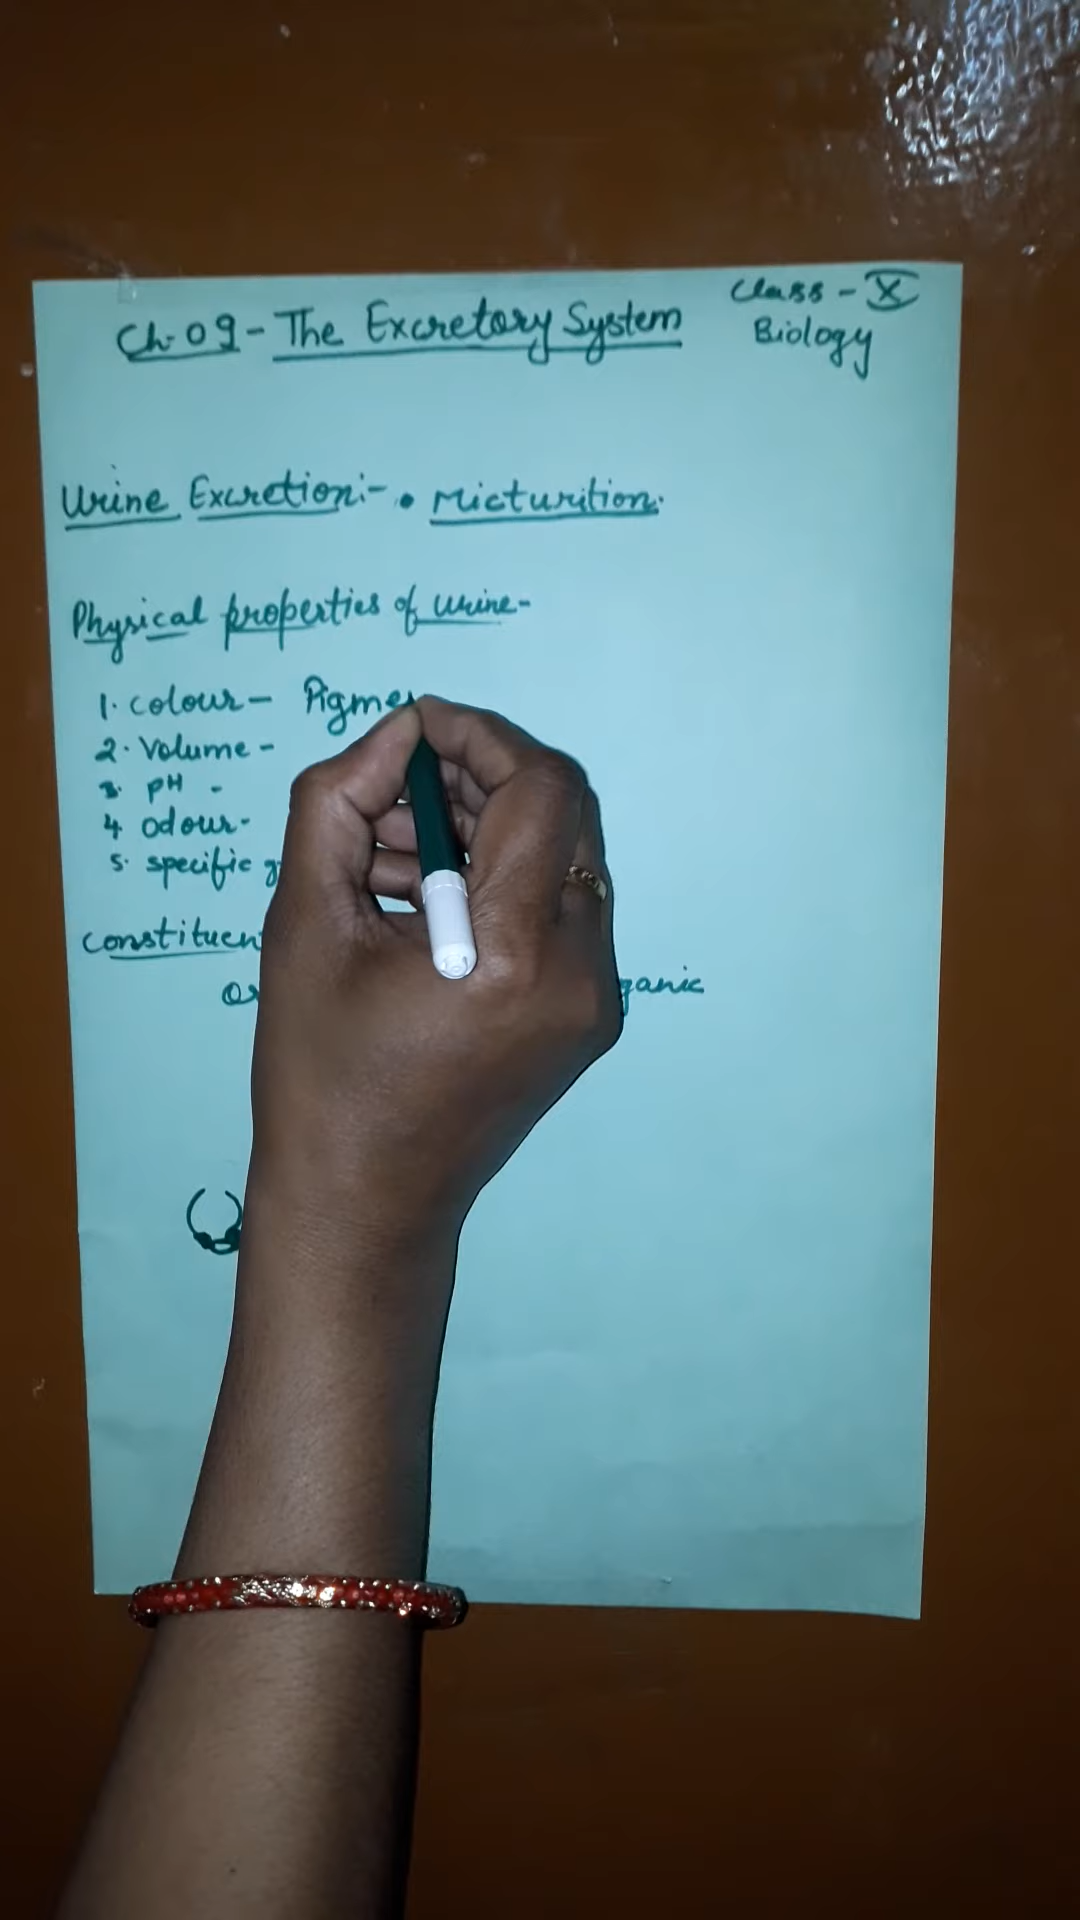 Ch-09-The Excretory System
Class-X
Biology
Urine Excretion:- • Micturition.
Physical properties of urine-
1. colour- Pigme
2. Volume-
3. pH -
4. odour-
5. specific g
constituen
Or ganic